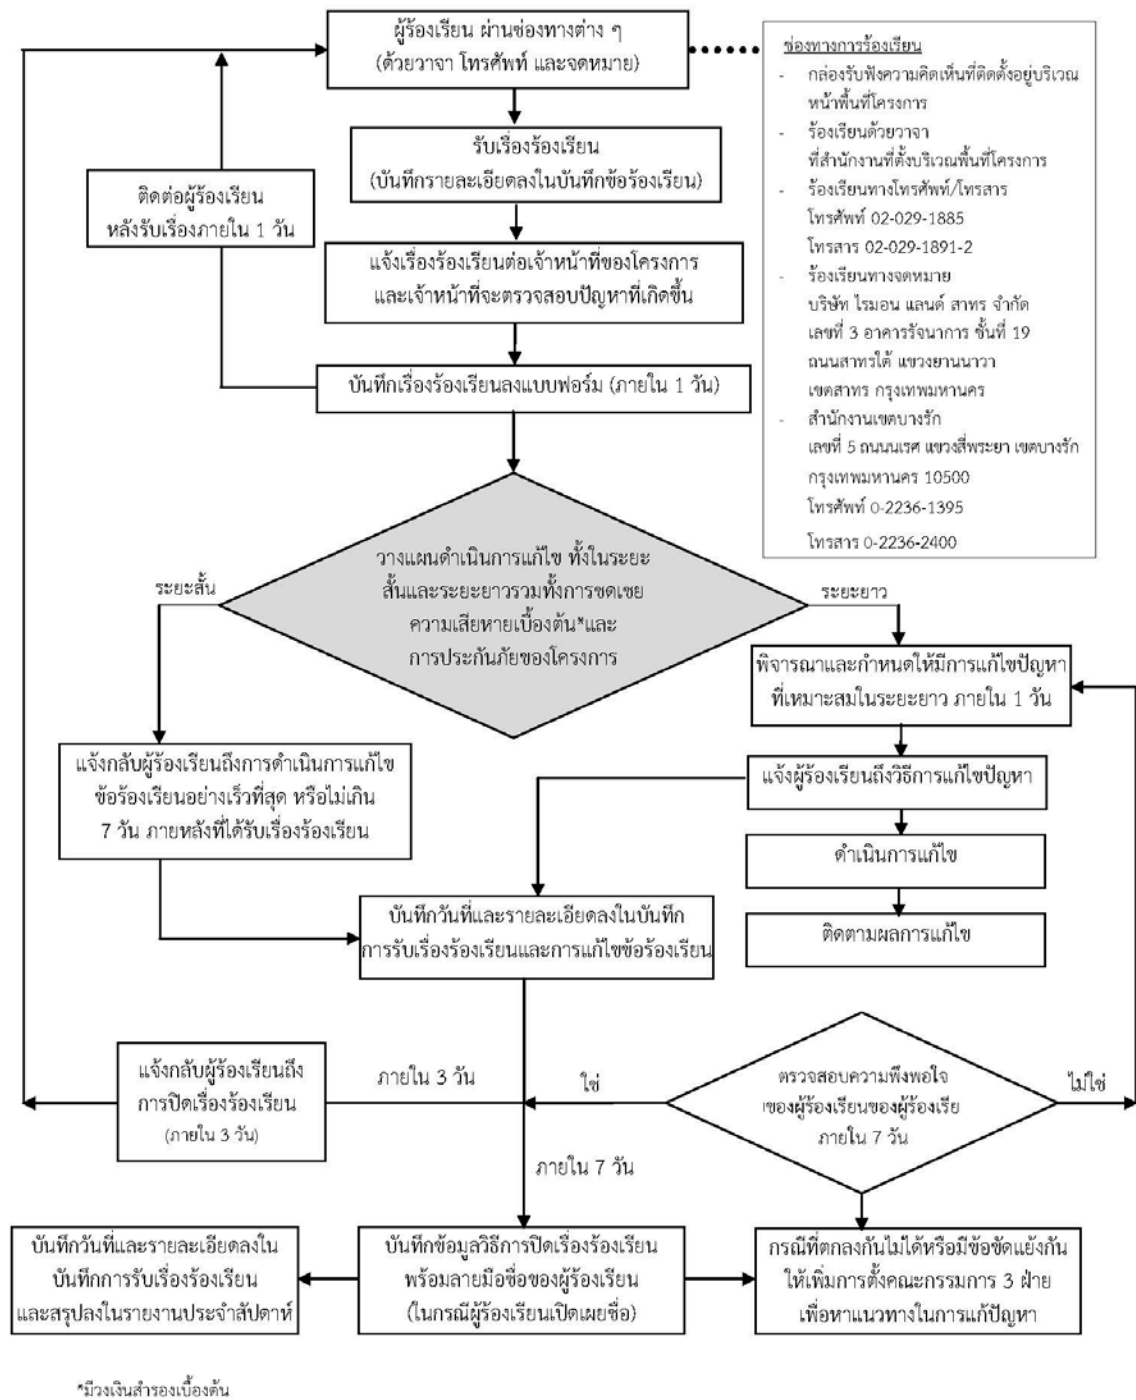 ผู้ร้องเรียน ผ่านช่องทางต่าง ๆ
(ด้วยวาจา โทรศัพท์ และจดหมาย)
ช่องทางการร้องเรียน
- กล่องรับฟังความคิดเห็นที่ติดตั้งอยู่บริเวณ
หน้าพื้นที่โครงการ
- ร้องเรียนด้วยวาจา
ที่สำนักงานที่ตั้งบริเวณพื้นที่โครงการ
- ร้องเรียนทางโทรศัพท์/โทรสาร
โทรศัพท์ 02-029-1885
โทรสาร 02-029-1891-2
- ร้องเรียนทางจดหมาย
บริษัท ไรมอน แลนด์ สาทร จำกัด
เลขที่ 3 อาคารรัจนาการ ชั้นที่ 19
ถนนสาทรใต้ แขวงยานนาวา
เขตสาทร กรุงเทพมหานคร
- สำนักงานเขตบางรัก
เลขที่ 5 ถนนนเรศ แขวงสี่พระยา เขตบางรัก
กรุงเทพมหานคร 10500
โทรศัพท์ 0-2236-1395
โทรสาร 0-2236-2400
รับเรื่องร้องเรียน
(บันทึกรายละเอียดลงในบันทึกข้อร้องเรียน)
ติดต่อผู้ร้องเรียน
หลังรับเรื่องภายใน 1 วัน
แจ้งเรื่องร้องเรียนต่อเจ้าหน้าที่ของโครงการ
และเจ้าหน้าที่จะตรวจสอบปัญหาที่เกิดขึ้น
บันทึกเรื่องร้องเรียนลงแบบฟอร์ม (ภายใน 1 วัน)
วางแผนดำเนินการแก้ไข ทั้งในระยะ
สั้นและระยะยาวรวมทั้งการชดเชย
ความเสียหายเบื้องต้น*และ
การประกันภัยของโครงการ
ระยะสั้น
ระยะยาว
พิจารณาและกำหนดให้มีการแก้ไขปัญหา
ที่เหมาะสมในระยะยาว ภายใน 1 วัน
แจ้งกลับผู้ร้องเรียนถึงการดำเนินการแก้ไข
ข้อร้องเรียนอย่างเร็วที่สุด หรือไม่เกิน
7 วัน ภายหลังที่ได้รับเรื่องร้องเรียน
แจ้งผู้ร้องเรียนถึงวิธีการแก้ไขปัญหา
ดำเนินการแก้ไข
ติดตามผลการแก้ไข
บันทึกวันที่และรายละเอียดลงในบันทึก
การรับเรื่องร้องเรียนและการแก้ไขข้อร้องเรียน
แจ้งกลับผู้ร้องเรียนถึง
การปิดเรื่องร้องเรียน
(ภายใน 3 วัน)
ภายใน 3 วัน
ใช่
ตรวจสอบความพึงพอใจ
ของผู้ร้องเรียนของผู้ร้องเรีย
ภายใน 7 วัน
ไม่ใช่
ภายใน 7 วัน
บันทึกวันที่และรายละเอียดลงใน
บันทึกการรับเรื่องร้องเรียน
และสรุปลงในรายงานประจำสัปดาห์
บันทึกข้อมูลวิธีการปิดเรื่องร้องเรียน
พร้อมลายมือชื่อของผู้ร้องเรียน
(ในกรณีผู้ร้องเรียนเปิดเผยชื่อ)
กรณีที่ตกลงกันไม่ได้หรือมีข้อขัดแย้งกัน
ให้เพิ่มการตั้งคณะกรรมการ 3 ฝ่าย
เพื่อหาแนวทางในการแก้ปัญหา
*มีวงเงินสำรองเบื้องต้น